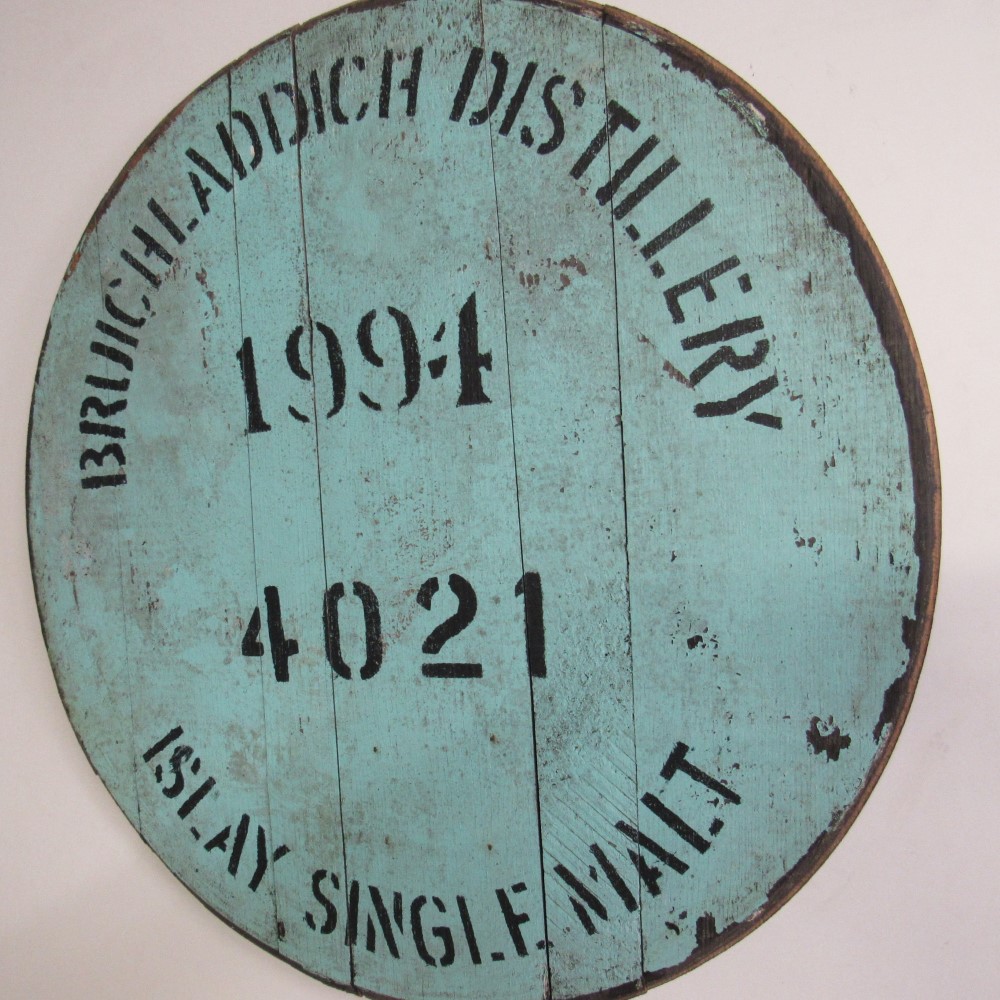 BRUICHLADDICH DISTILLERY
1994
4021
ISLAY SINGLE MALT